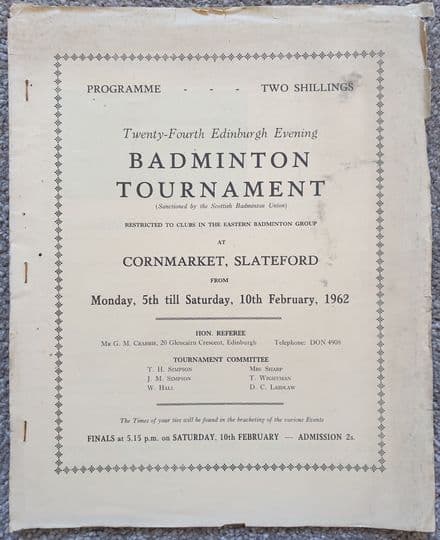 PROGRAMME - - - TWO SHILLINGS
Twenty-Fourth Edinburgh Evening
BADMINTON
TOURNAMENT
(Sanctioned by the Scottish Badminton Union)
RESTRICTED TO CLUBS IN THE EASTERN BADMINTON GROUP
AT
CORNMARKET, SLATEFORD
FROM
Monday, 5th till Saturday, 10th February, 1962
HON. REFEREE
MR G. M. CRABBIE, 20 Glencairn Crescent, Edinburgh Telephone: DON 4908
TOURNAMENT COMMITTEE
T. H. SIMPSON MRS SHARP
J. M. SIMPSON T. WIGHTMAN
W. HALL D. C. LAIDLAW
The Times of your ties will be found in the bracketing of the various Events
FINALS at 5.15 p.m. on SATURDAY, 10th FEBRUARY — ADMISSION 2s.